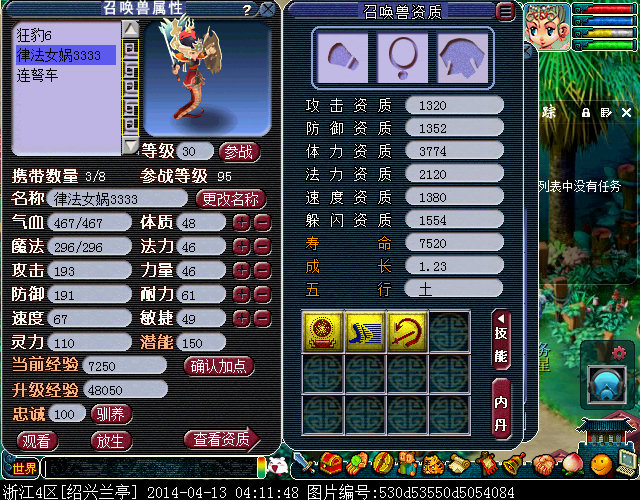 召唤兽属性 ?
狂豹6
律法女娲3333
连弩车
等级 30 参战
携带数量 3/8 参战等级 95
名称 律法女娲3333 更改名称
气血 467/467 体质 48
魔法 296/296 法力 46
攻击 193 力量 46
防御 191 耐力 61
速度 67 敏捷 49
灵力 110 潜能 150
当前经验 7250 确认加点
升级经验 48050
忠诚 100 驯养
观看 放生 查看资质
召唤兽资质
攻击资质 1320
防御资质 1352
体力资质 3774
法力资质 2120
速度资质 1380
躲闪资质 1554
寿命 7520
成长 1.23
五行 土
技能
内丹
踪
列表中没有任务
世界
浙江4区[绍兴兰亭] 2014-04-13 04:11:48 图片编号:530d53550d5054084